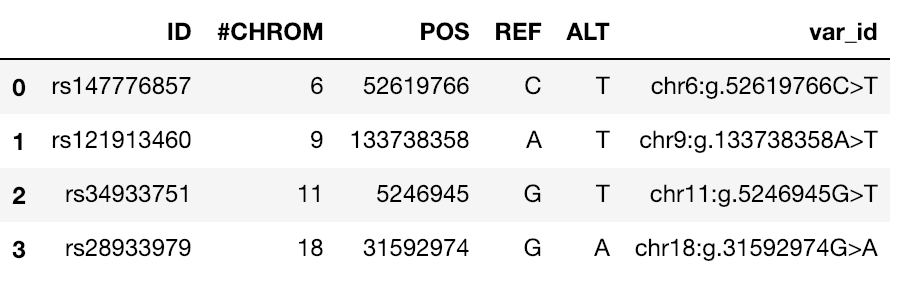 ID #CHROM POS REF ALT var_id
0 rs147776857 6 52619766 C T chr6:g.52619766C>T
1 rs121913460 9 133738358 A T chr9:g.133738358A>T
2 rs34933751 11 5246945 G T chr11:g.5246945G>T
3 rs28933979 18 31592974 G A chr18:g.31592974G>A